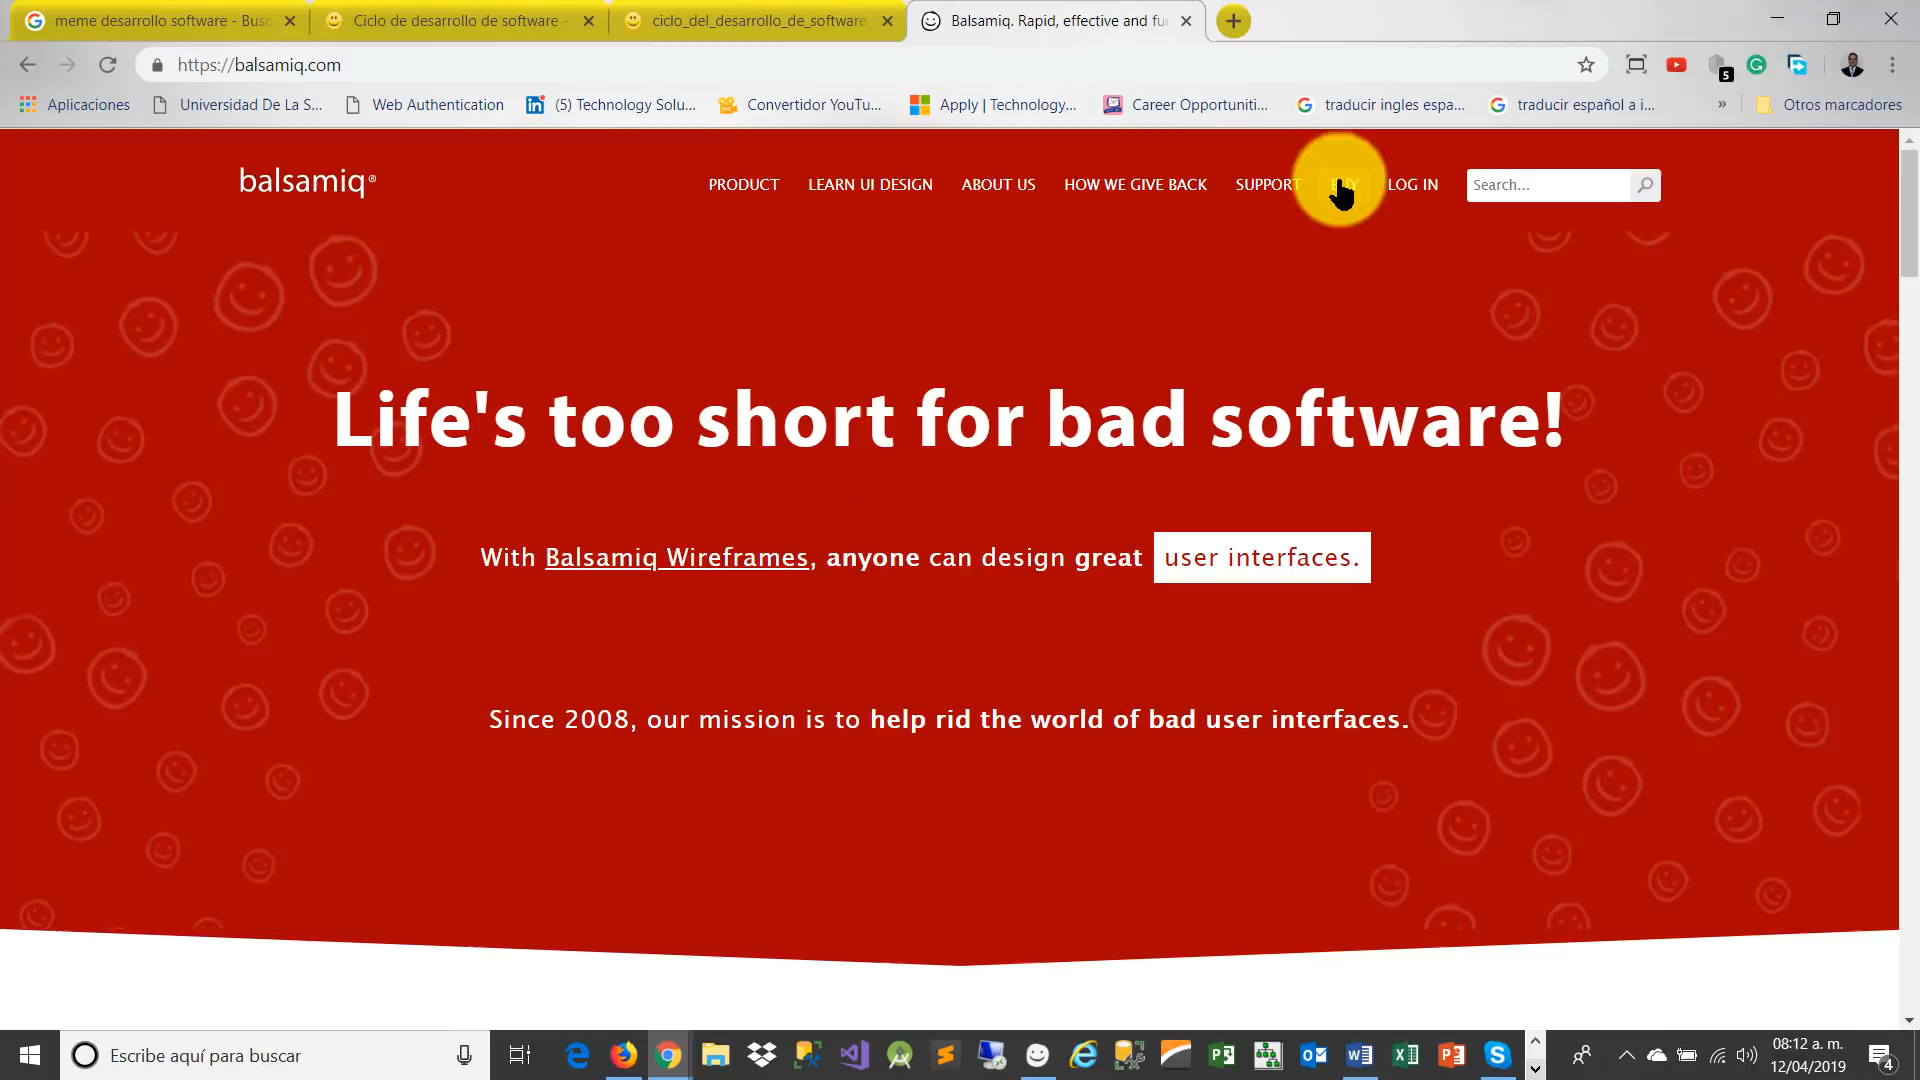 meme desarrollo software - Busc
Ciclo de desarrollo de software -
ciclo_del_desarrollo_de_software_
Balsamiq. Rapid, effective and fu
https://balsamiq.com
5
Aplicaciones
Universidad De La S...
Web Authentication
(5) Technology Solu...
Convertidor YouTu...
Apply | Technology...
Career Opportuniti...
traducir ingles espa...
traducir español a i...
»
Otros marcadores
balsamiq®
PRODUCT
LEARN UI DESIGN
ABOUT US
HOW WE GIVE BACK
SUPPORT
BUY
LOG IN
Search...
Life's too short for bad software!
With Balsamiq Wireframes, anyone can design great user interfaces.
Since 2008, our mission is to help rid the world of bad user interfaces.
Escribe aquí para buscar
08:12 a. m.
12/04/2019
4